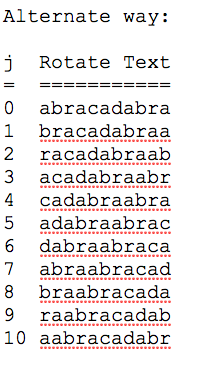 Alternate way:
j Rotate Text
= ===========
0 abracadabra
1 bracadabraa
2 racadabraab
3 acadabraabr
4 cadabraabra
5 adabraabrac
6 dabraabraca
7 abraabracad
8 braabracada
9 raabracadab
10 aabracadabr